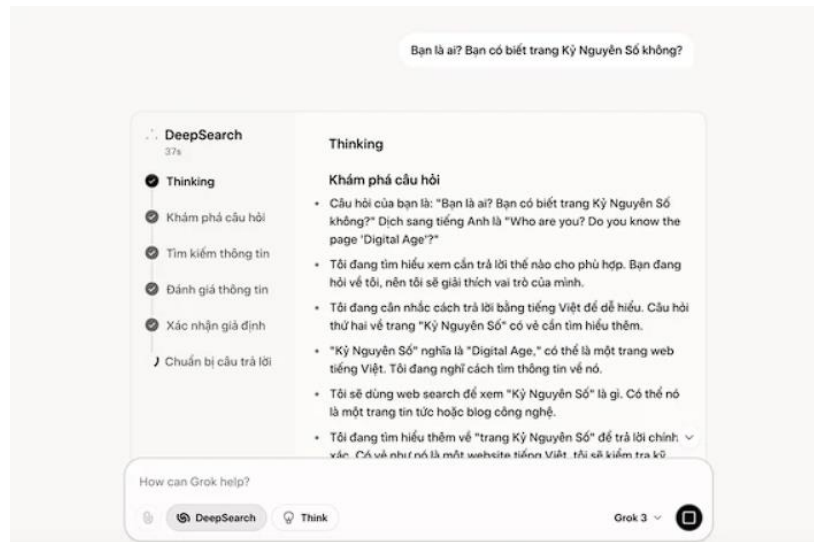 Bạn là ai? Bạn có biết trang Kỷ Nguyên Số không?
DeepSearch
37s
Thinking
Khám phá câu hỏi
Tìm kiếm thông tin
Đánh giá thông tin
Xác nhận giả định
Chuẩn bị câu trả lời
Thinking
Khám phá câu hỏi
• Câu hỏi của bạn là: "Bạn là ai? Bạn có biết trang Kỷ Nguyên Số
không?" Dịch sang tiếng Anh là "Who are you? Do you know the
page 'Digital Age'?"
• Tôi đang tìm hiểu xem cần trả lời thế nào cho phù hợp. Bạn đang
hỏi về tôi, nên tôi sẽ giải thích vai trò của mình.
• Tôi đang cân nhắc cách trả lời bằng tiếng Việt để dễ hiểu. Câu hỏi
thứ hai về trang "Kỷ Nguyên Số" có vẻ cần tìm hiểu thêm.
• "Kỷ Nguyên Số" nghĩa là "Digital Age," có thể là một trang web
tiếng Việt. Tôi đang nghĩ cách tìm thông tin về nó.
• Tôi sẽ dùng web search để xem "Kỷ Nguyên Số" là gì. Có thể nó
là một trang tin tức hoặc blog công nghệ.
• Tôi đang tìm hiểu thêm về "trang Kỷ Nguyên Số" để trả lời chính
xác. Có vẻ như nó là một website tiếng Việt, tôi sẽ kiểm tra kỹ
How can Grok help?
DeepSearch
Think
Grok 3